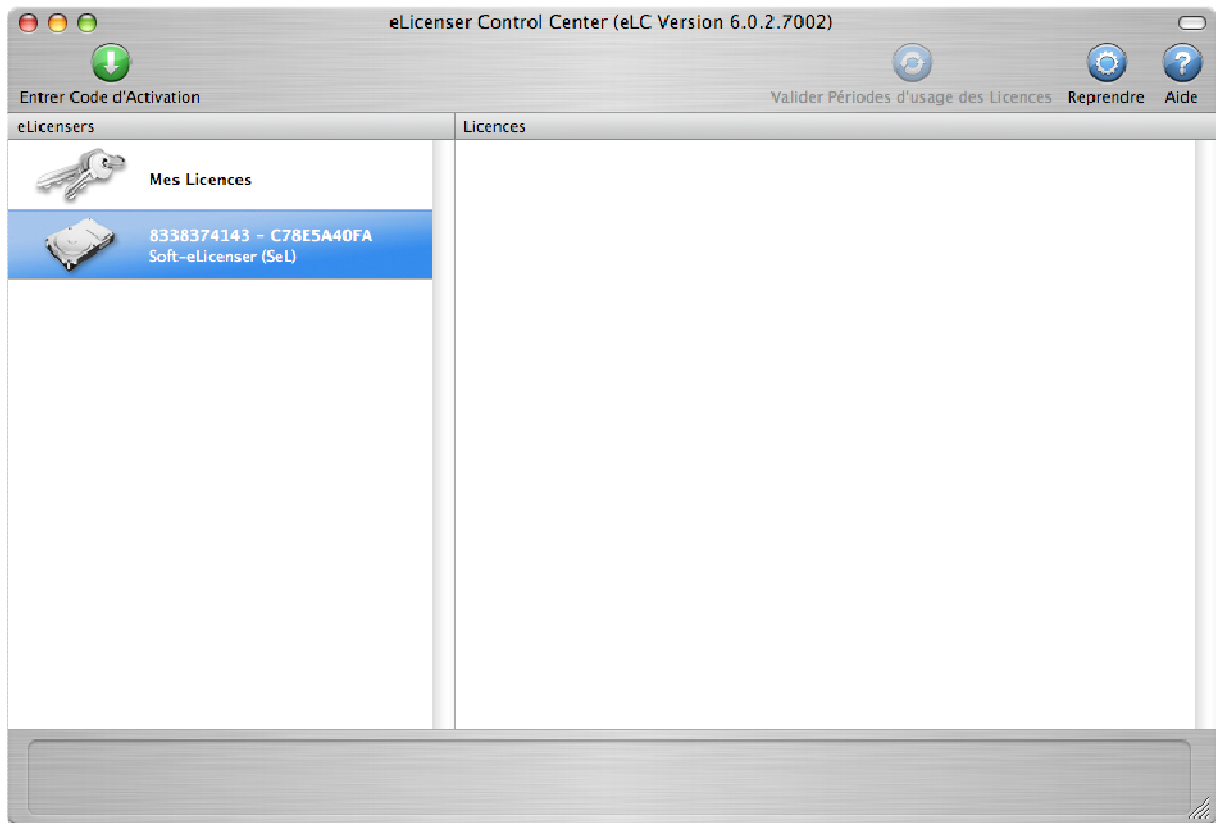 eLicenser Control Center (eLC Version 6.0.2.7002)
Entrer Code d'Activation
Valider Périodes d'usage des Licences
Reprendre
Aide
eLicensers
Licences
Mes Licences
8338374143 - C78E5A40FA
Soft-eLicenser (SeL)